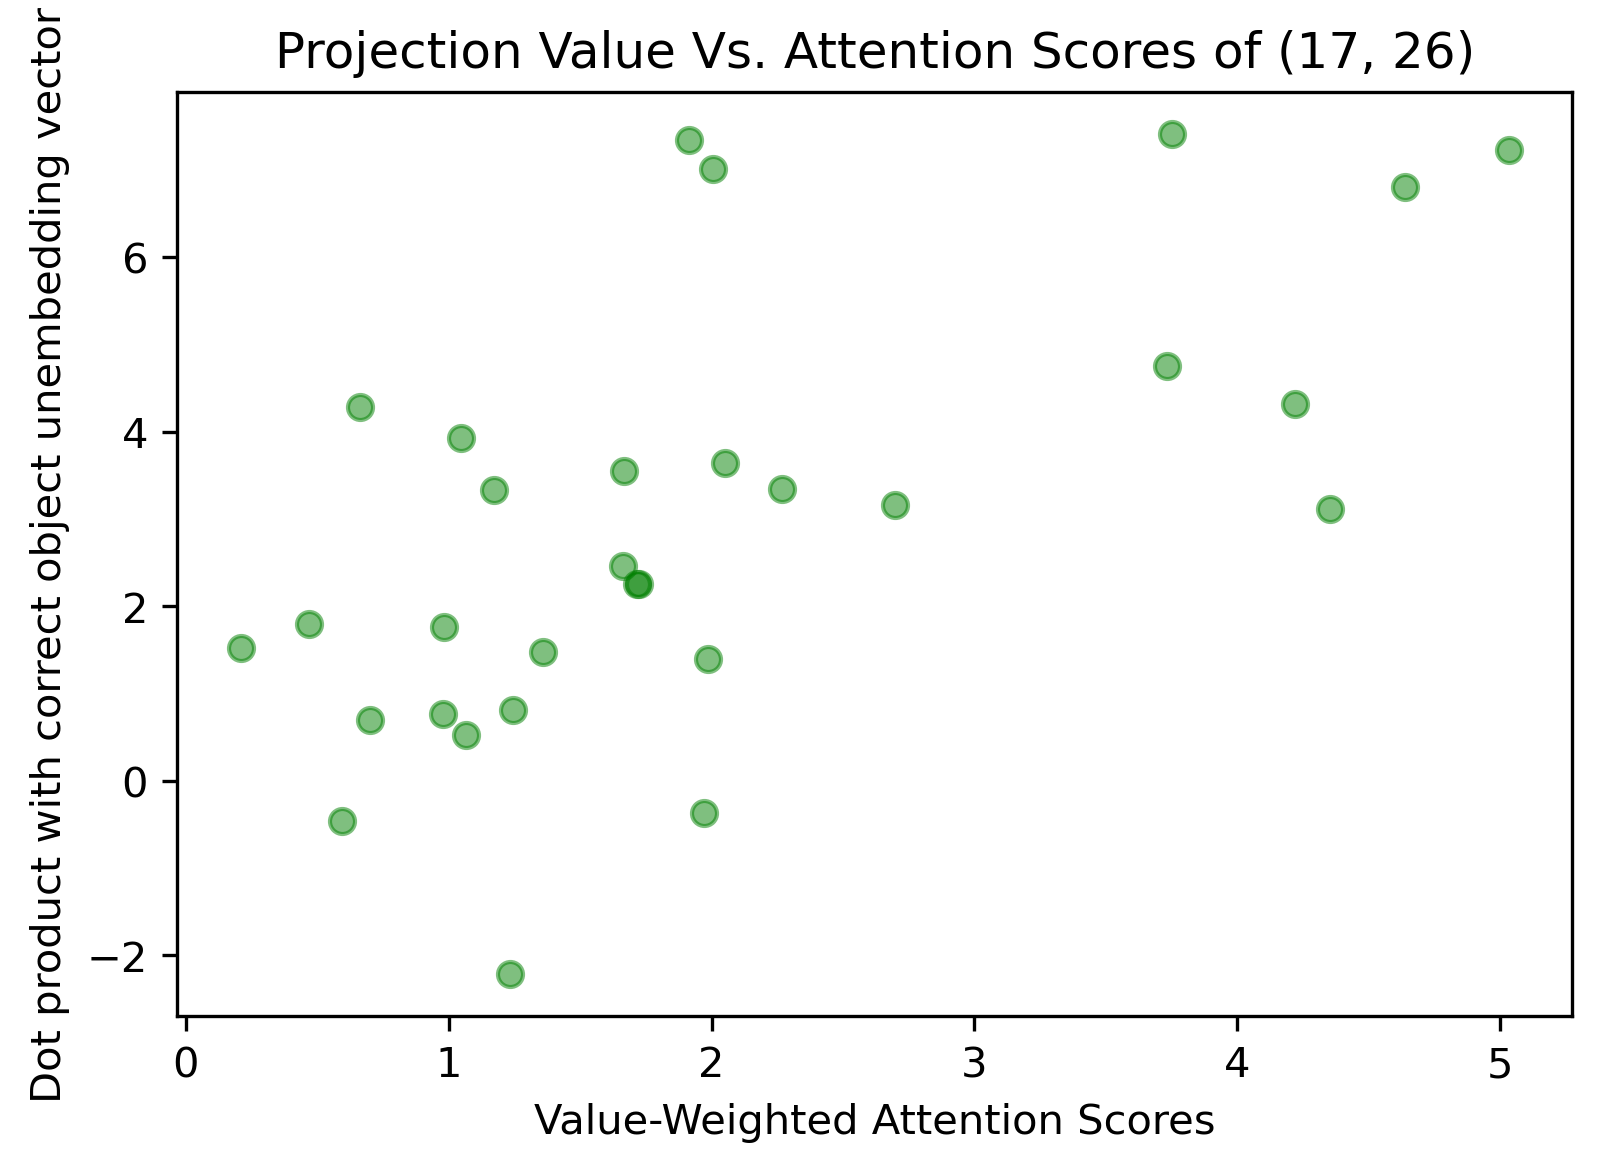 Projection Value Vs. Attention Scores of (17, 26)
Dot product with correct object unembedding vector
6
4
2
0
−2
0 1 2 3 4 5
Value-Weighted Attention Scores